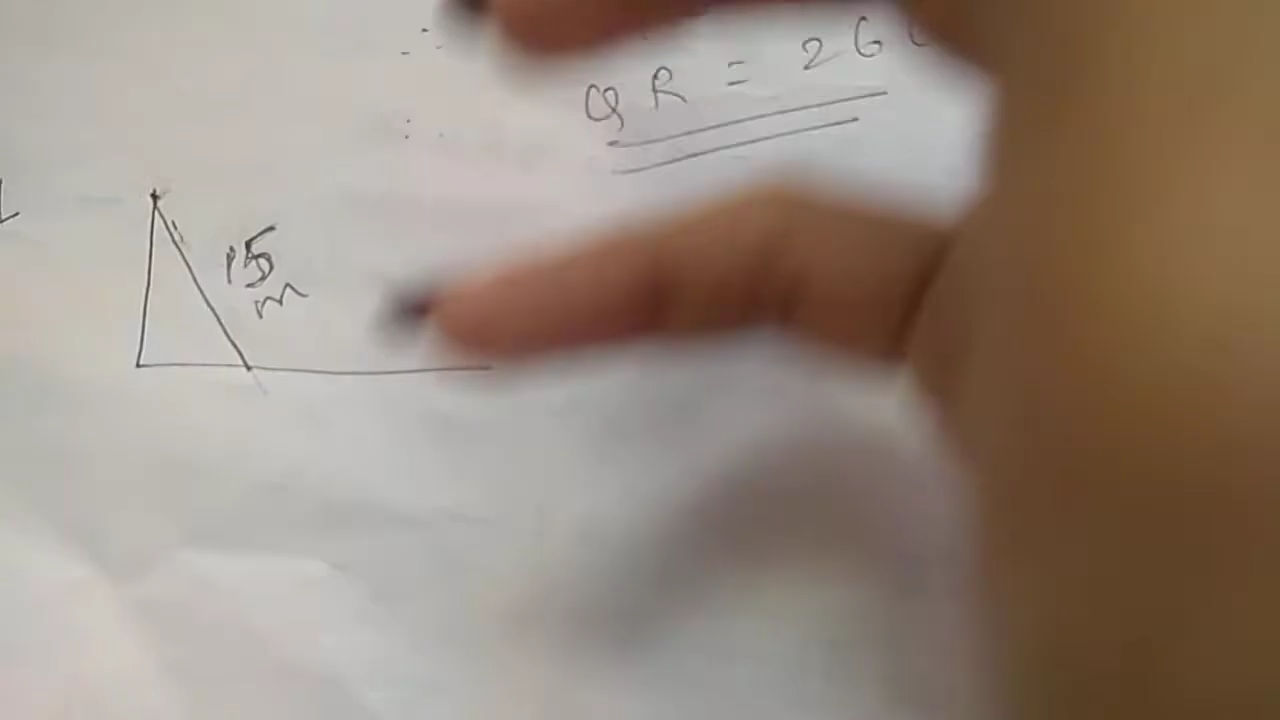 ∴
QR = 26
∴
15
m